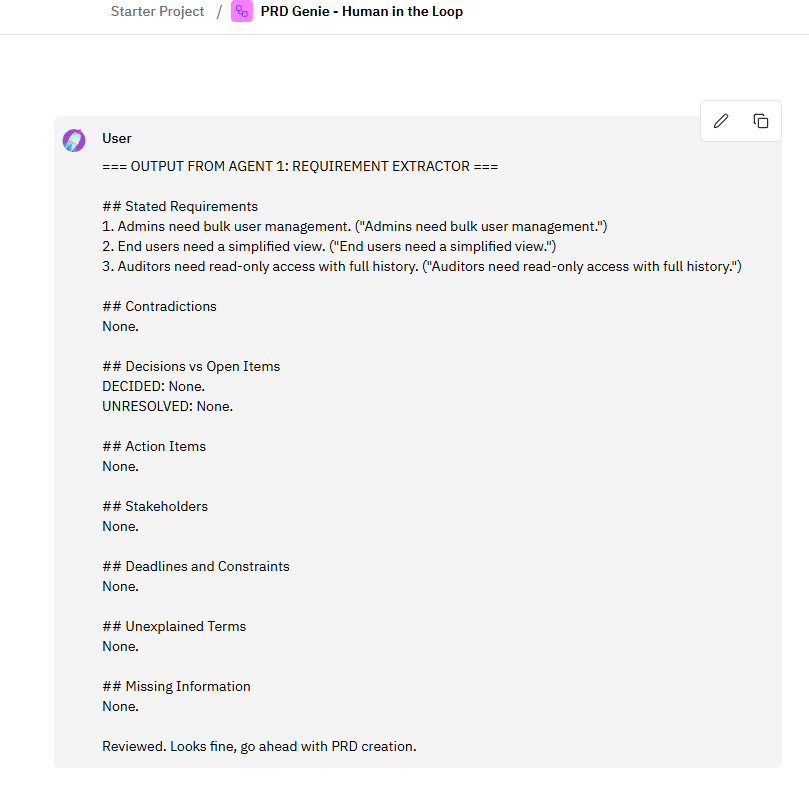 Starter Project / PRD Genie - Human in the Loop
User
=== OUTPUT FROM AGENT 1: REQUIREMENT EXTRACTOR ===
## Stated Requirements
1. Admins need bulk user management. ("Admins need bulk user management.")
2. End users need a simplified view. ("End users need a simplified view.")
3. Auditors need read-only access with full history. ("Auditors need read-only access with full history.")
## Contradictions
None.
## Decisions vs Open Items
DECIDED: None.
UNRESOLVED: None.
## Action Items
None.
## Stakeholders
None.
## Deadlines and Constraints
None.
## Unexplained Terms
None.
## Missing Information
None.
Reviewed. Looks fine, go ahead with PRD creation.